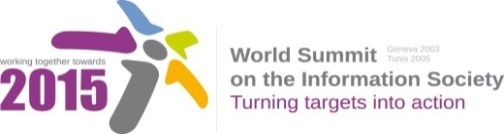 working together towards
2015
World Summit
Geneva 2003
Tunis 2005
on the Information Society
Turning targets into action